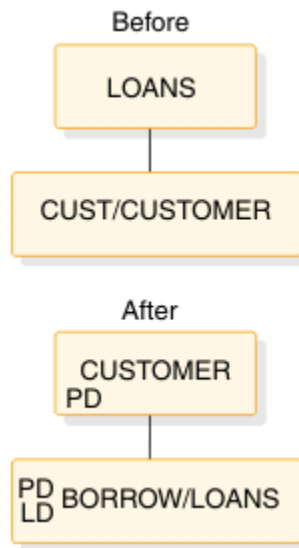 Before
LOANS
CUST/CUSTOMER
After
CUSTOMER
PD
PD
LD
BORROW/LOANS